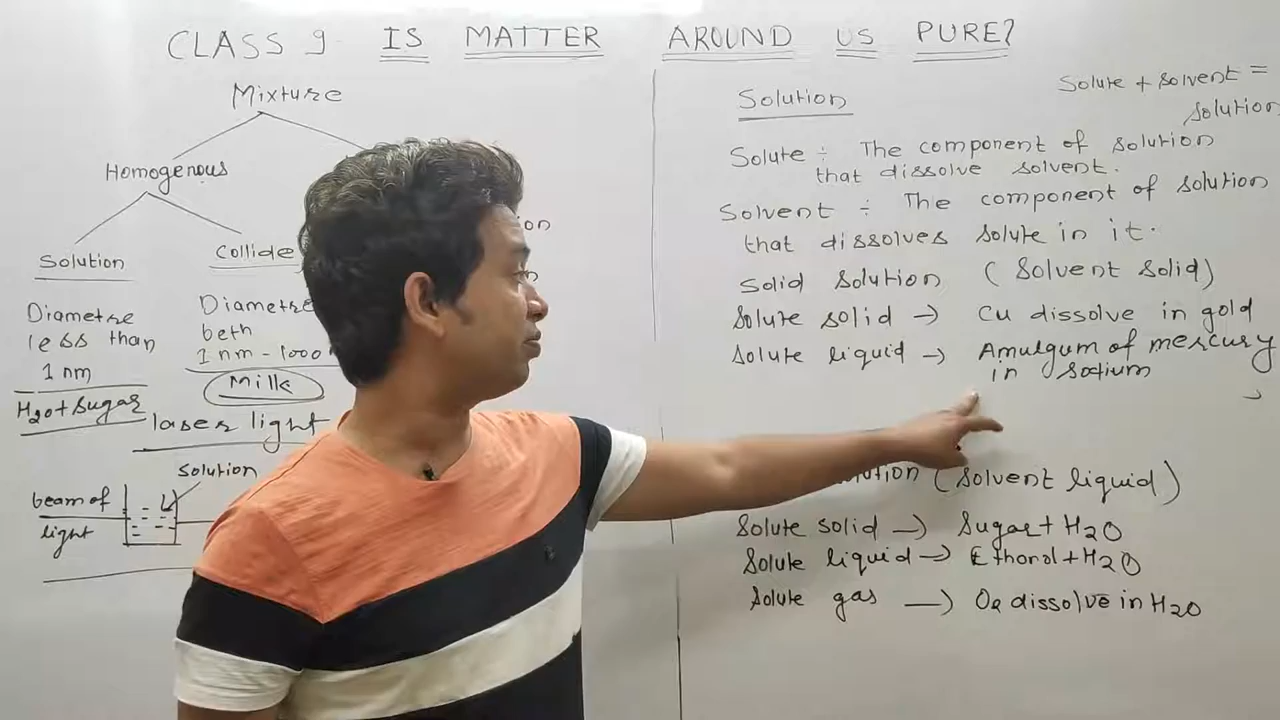 CLASS 9 IS MATTER AROUND US PURE?
Mixture
Homogenous
Solution
Collide
Diametre
less than
1 nm
H2O + Sugar
Diametre
beth
1 nm - 1000
Milk
laser light
solution
beam of
light
on
n
Solution
Solute + Solvent =
Solution
Solute ÷ The component of solution
that dissolve solvent.
Solvent ÷ The component of solution
that dissolves solute in it.
Solid solution (Solvent solid)
Solute solid → Cu dissolve in gold
Solute liquid → Amulgum of mercury
in sodium
ution (Solvent liquid)
Solute solid → Sugar + H2O
Solute liquid → Ethanol + H2O
Solute gas → O2 dissolve in H2O